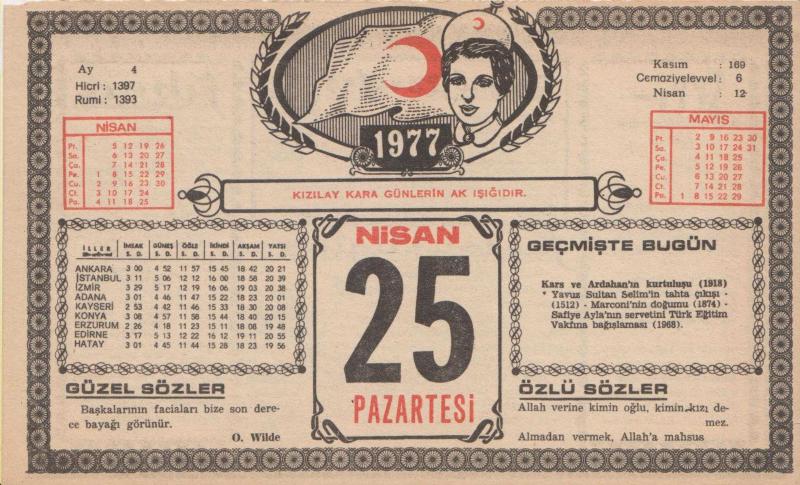 Ay 4
Hicri : 1397
Rumi : 1393
Kasım : 169
Cemaziyelevvel : 6
Nisan : 12
1977
KIZILAY KARA GÜNLERİN AK IŞIĞIDIR.
NİSAN
Pt. 5 12 19 26
Sa. 6 13 20 27
Ça. 7 14 21 28
Pe. 1 8 15 22 29
Cu. 2 9 16 23 30
Ct. 3 10 17 24
Pa. 4 11 18 25
MAYIS
Pt. 2 9 16 23 30
Sa. 3 10 17 24 31
Ça. 4 11 18 25
Pe. 5 12 19 26
Cu. 6 13 20 27
Ct. 7 14 21 28
Pa. 1 8 15 22 29
İLLER İMSAK GÜNEŞ ÖĞLE İKİNDİ AKŞAM YATSI
S. D. S. D. S. D. S. D. S. D. S. D.
ANKARA 3 00 4 52 11 57 15 45 18 42 20 21
İSTANBUL 3 11 5 06 12 12 16 00 18 58 20 39
İZMİR 3 29 5 17 12 19 16 06 19 03 20 38
ADANA 3 01 4 46 11 47 15 22 18 23 20 01
KAYSERİ 2 53 4 42 11 46 15 33 18 30 20 08
KONYA 3 08 4 57 11 58 15 44 18 40 20 15
ERZURUM 2 26 4 18 11 23 15 11 18 09 19 48
EDİRNE 3 17 5 13 12 22 16 12 19 11 20 55
HATAY 3 01 4 45 11 44 15 28 18 23 19 56
NİSAN
25
PAZARTESİ
GEÇMİŞTE BUGÜN
Kars ve Ardahan'ın kurtuluşu (1918)
* Yavuz Sultan Selim'in tahta çıkışı -
(1512) - Marconi'nin doğumu (1874) -
Safiye Ayla'nın servetini Türk Eğitim
Vakfına bağışlaması (1968).
GÜZEL SÖZLER
Başkalarının faciaları bize son dere-
ce bayağı görünür.
O. Wilde
ÖZLÜ SÖZLER
Allah verine kimin oğlu, kimin kızı de-
mez.
Almadan vermek, Allah'a mahsus